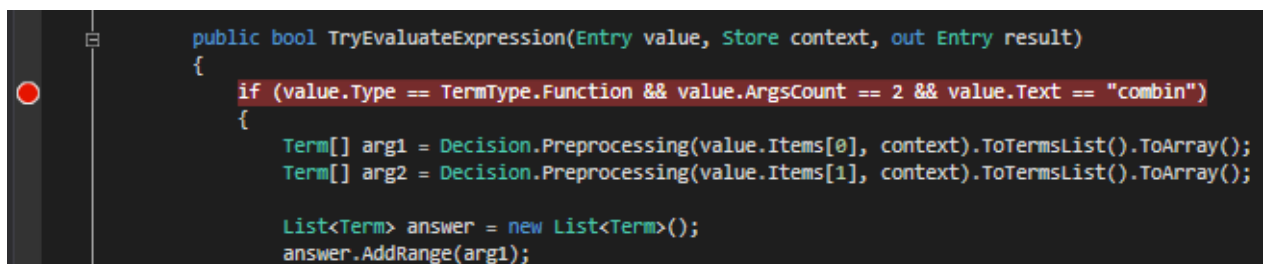 public bool TryEvaluateExpression(Entry value, Store context, out Entry result)
{
if (value.Type == TermType.Function && value.ArgsCount == 2 && value.Text == "combin")
{
Term[] arg1 = Decision.Preprocessing(value.Items[0], context).ToTermsList().ToArray();
Term[] arg2 = Decision.Preprocessing(value.Items[1], context).ToTermsList().ToArray();
List<Term> answer = new List<Term>();
answer.AddRange(arg1);